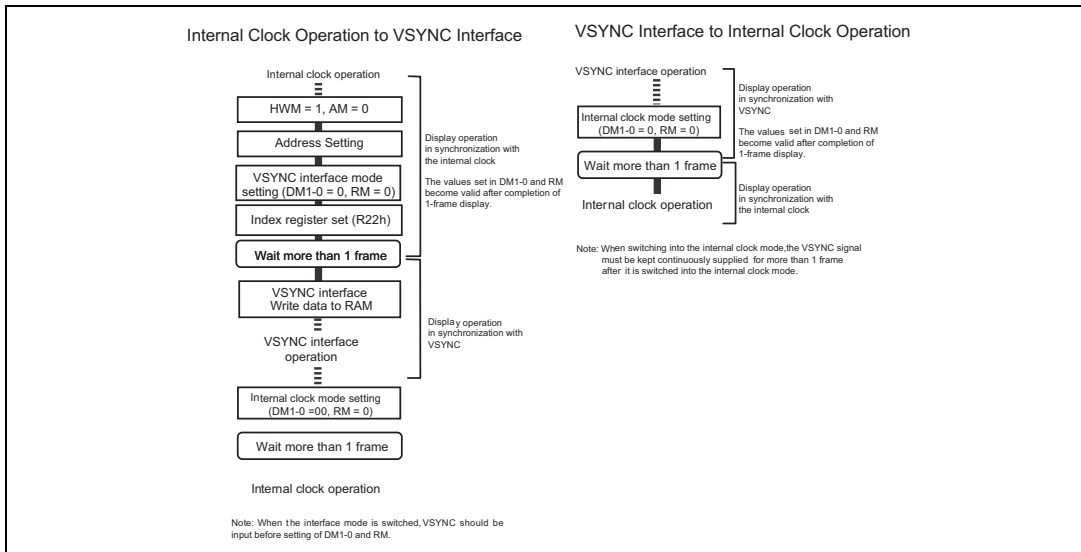 Internal Clock Operation to VSYNC Interface
Internal clock operation
HWM = 1, AM = 0
Address Setting
VSYNC interface mode
setting (DM1-0 = 0, RM = 0)
Index register set (R22h)
Wait more than 1 frame
VSYNC interface
Write data to RAM
VSYNC interface
operation
Internal clock mode setting
(DM1-0 =00, RM = 0)
Wait more than 1 frame
Internal clock operation
Display operation
in synchronization with
the internal clock
The values set in DM1-0 and RM
become valid after completion of
1-frame display.
Display operation
in synchronization with
VSYNC
Note: When the interface mode is switched, VSYNC should be
input before setting of DM1-0 and RM.
VSYNC Interface to Internal Clock Operation
VSYNC interface operation
Internal clock mode setting
(DM1-0 = 0, RM = 0)
Wait more than 1 frame
Internal clock operation
Display operation
in synchronization with
VSYNC
The values set in DM1-0 and RM
become valid after completion of
1-frame display.
Display operation
in synchronization with
the internal clock
Note: When switching into the internal clock mode,the VSYNC signal
must be kept continuously supplied for more than 1 frame
after it is switched into the internal clock mode.